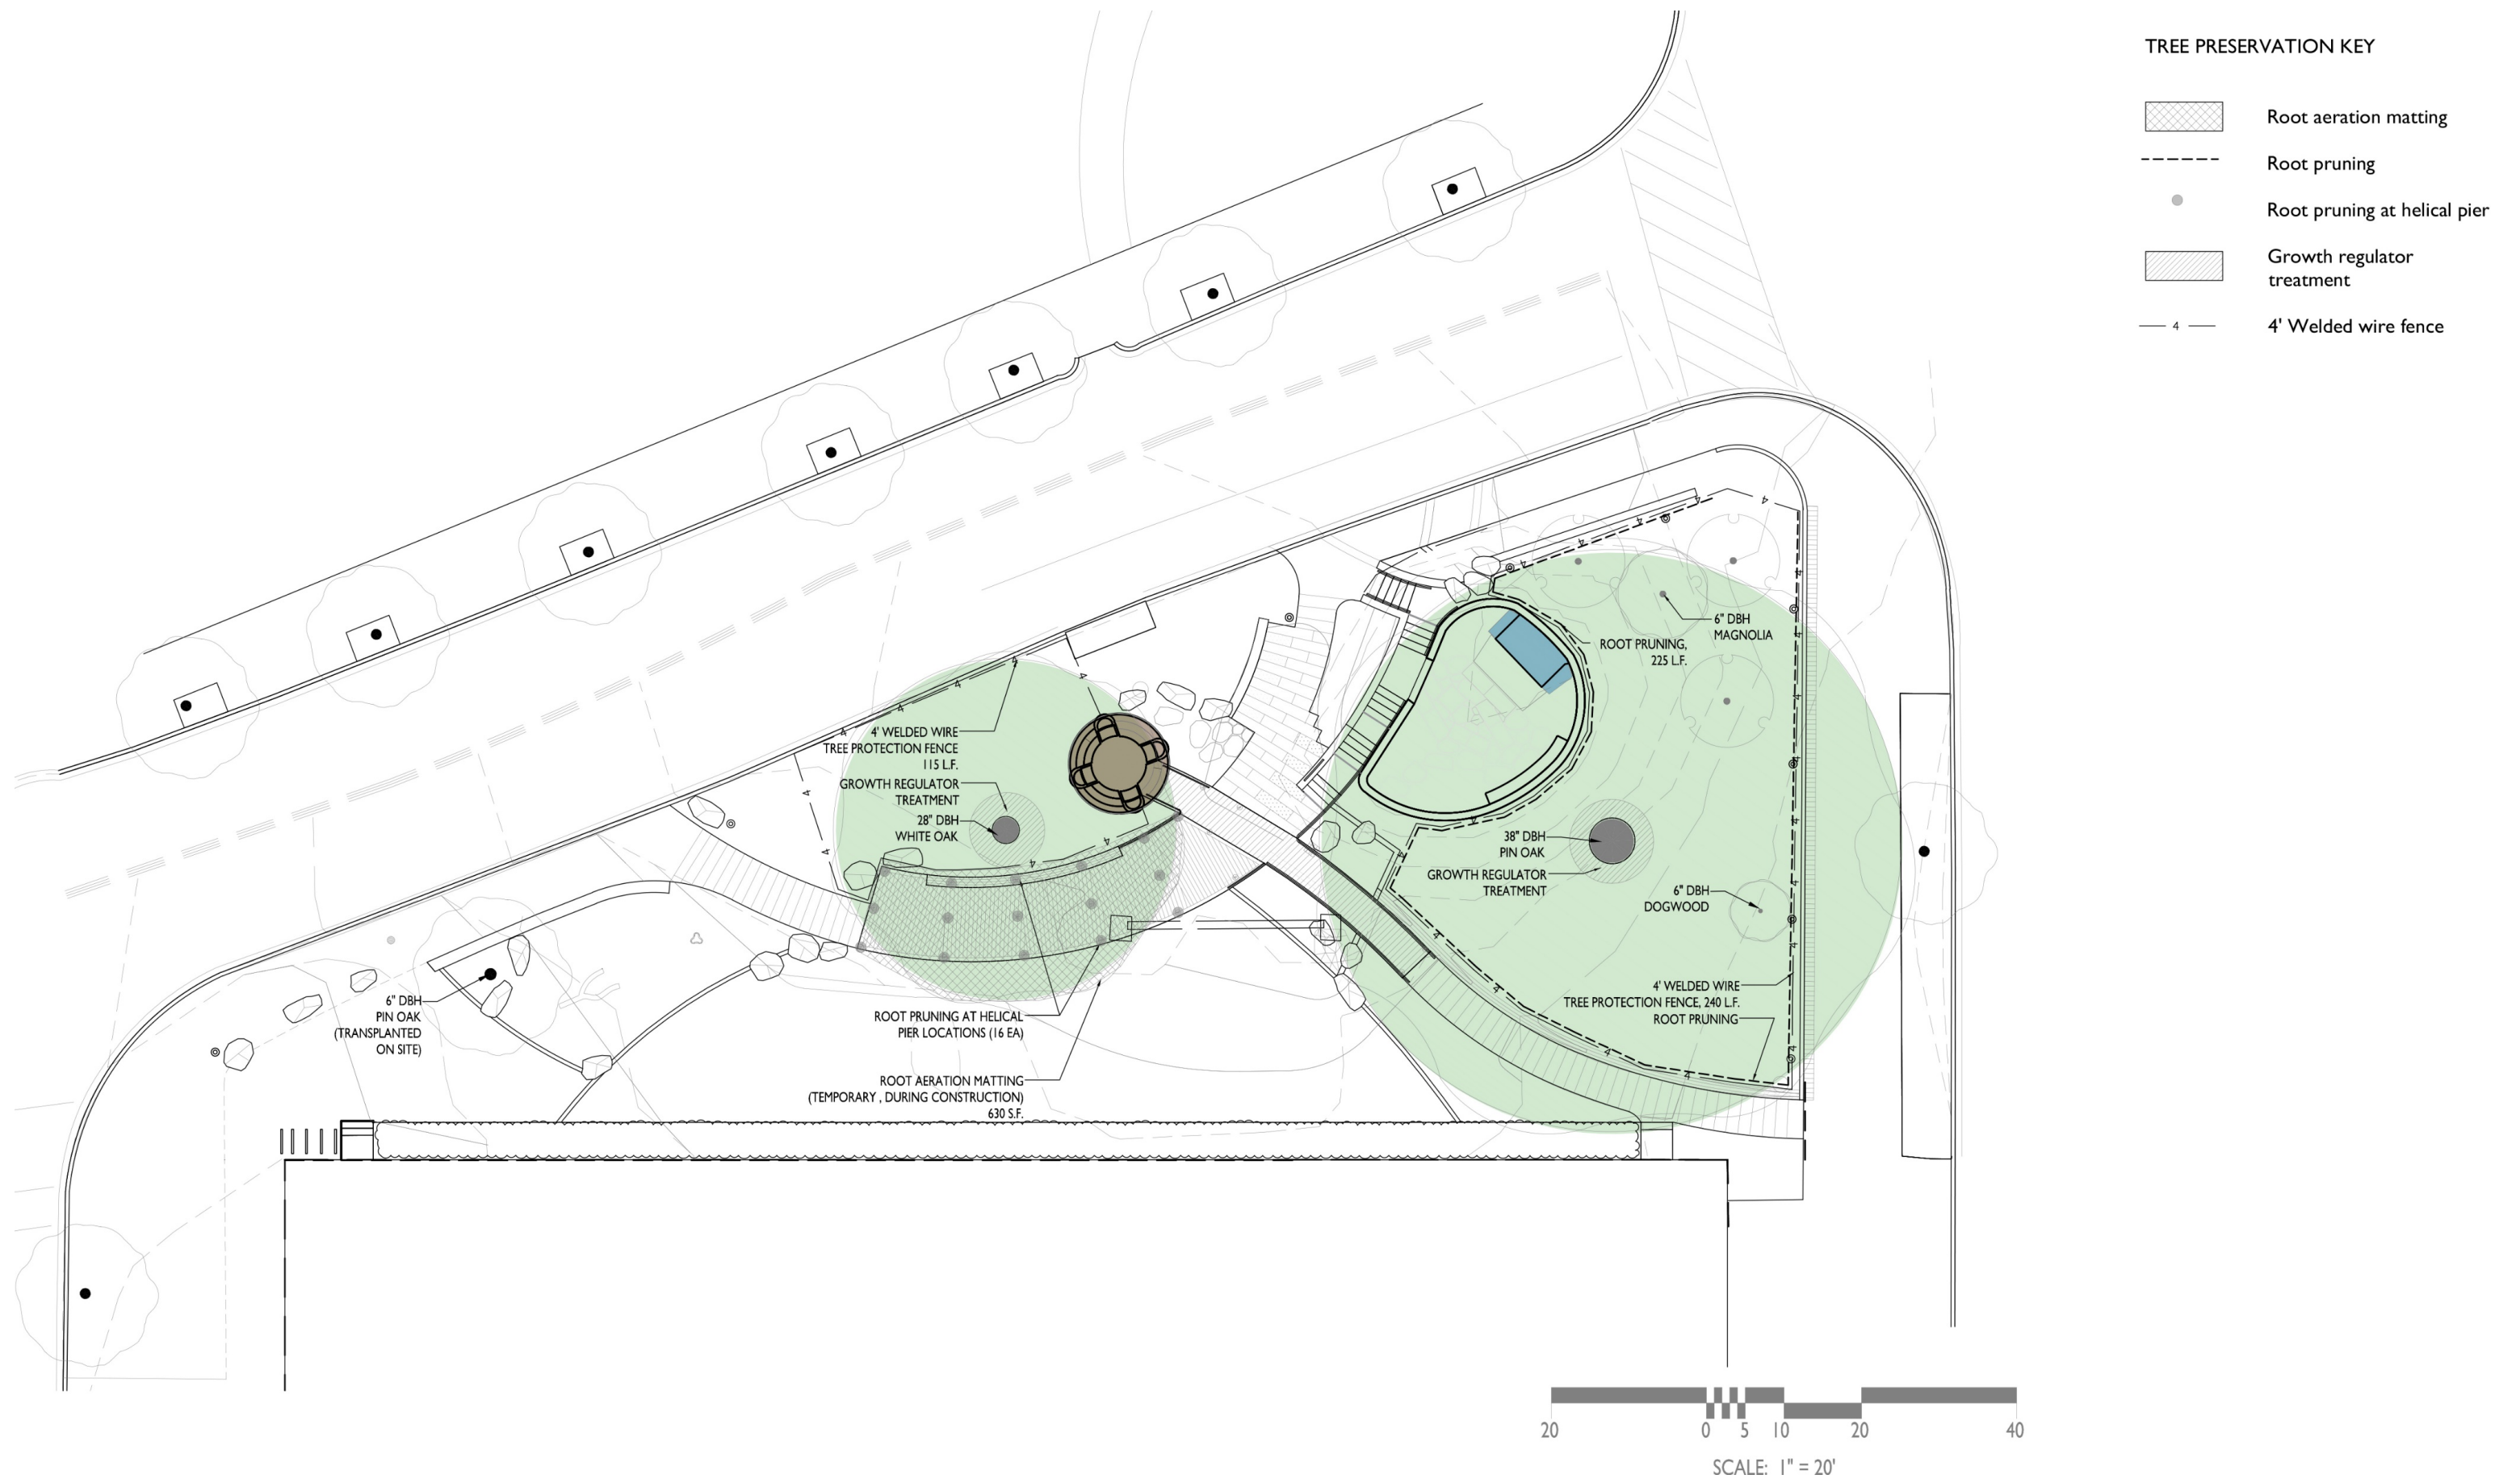 TREE PRESERVATION KEY
Root aeration matting
Root pruning
Root pruning at helical pier
Growth regulator
treatment
4
4' Welded wire fence
6" DBH
MAGNOLIA
ROOT PRUNING,
225 L.F.
4' WELDED WIRE
TREE PROTECTION FENCE
115 L.F.
GROWTH REGULATOR
TREATMENT
28" DBH
WHITE OAK
38" DBH
PIN OAK
GROWTH REGULATOR
TREATMENT
6" DBH
DOGWOOD
4' WELDED WIRE
TREE PROTECTION FENCE, 240 L.F.
ROOT PRUNING
6" DBH
PIN OAK
(TRANSPLANTED
ON SITE)
ROOT PRUNING AT HELICAL
PIER LOCATIONS (16 EA)
ROOT AERATION MATTING
(TEMPORARY , DURING CONSTRUCTION)
630 S.F.
20 0 5 10 20 40
SCALE: 1" = 20'